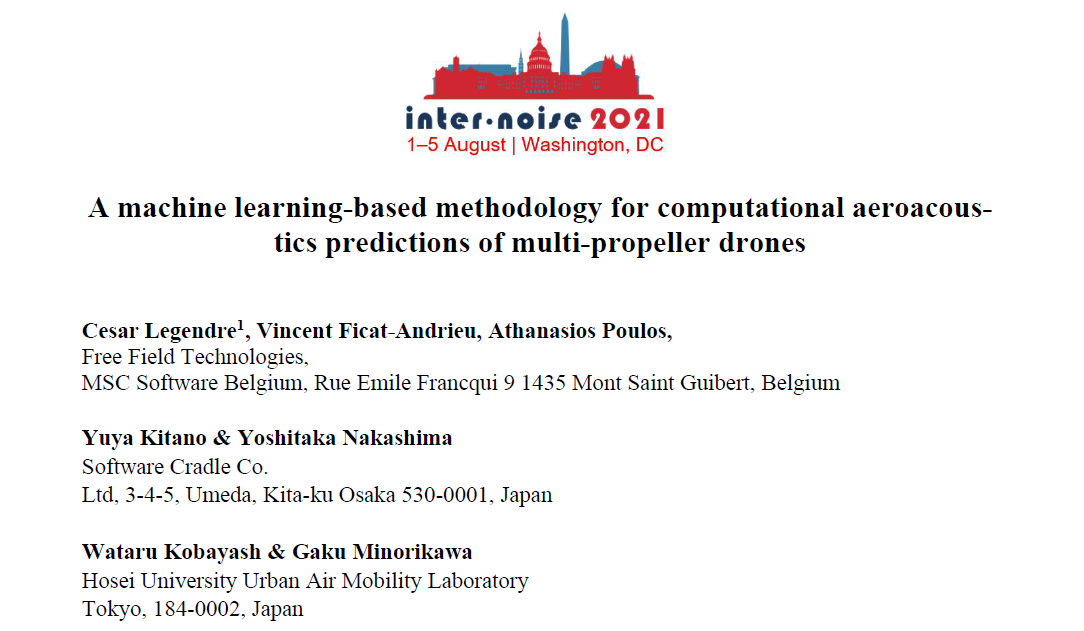 inter·noise 2021
1–5 August | Washington, DC
A machine learning-based methodology for computational aeroacous-
tics predictions of multi-propeller drones
Cesar Legendre¹, Vincent Ficat-Andrieu, Athanasios Poulos,
Free Field Technologies,
MSC Software Belgium, Rue Emile Francqui 9 1435 Mont Saint Guibert, Belgium
Yuya Kitano & Yoshitaka Nakashima
Software Cradle Co.
Ltd, 3-4-5, Umeda, Kita-ku Osaka 530-0001, Japan
Wataru Kobayash & Gaku Minorikawa
Hosei University Urban Air Mobility Laboratory
Tokyo, 184-0002, Japan